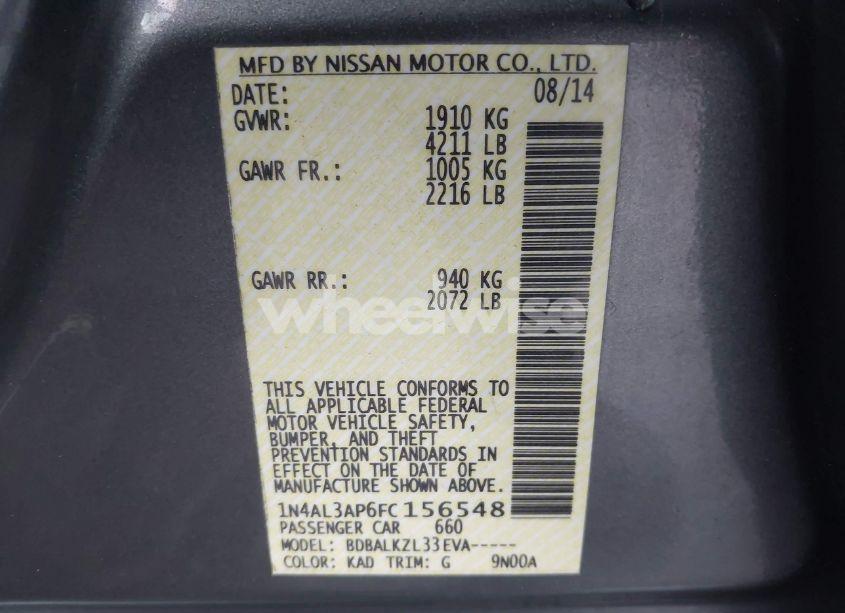 MFD BY NISSAN MOTOR CO., LTD.
DATE: 08/14
GVWR: 1910 KG
4211 LB
GAWR FR.: 1005 KG
2216 LB
GAWR RR.: 940 KG
2072 LB
wheelwise
THIS VEHICLE CONFORMS TO
ALL APPLICABLE FEDERAL
MOTOR VEHICLE SAFETY,
BUMPER, AND THEFT
PREVENTION STANDARDS IN
EFFECT ON THE DATE OF
MANUFACTURE SHOWN ABOVE.
1N4AL3AP6FC156548
PASSENGER CAR 660
MODEL: BDBALKZL33EVA-----
COLOR: KAD TRIM: G 9N00A